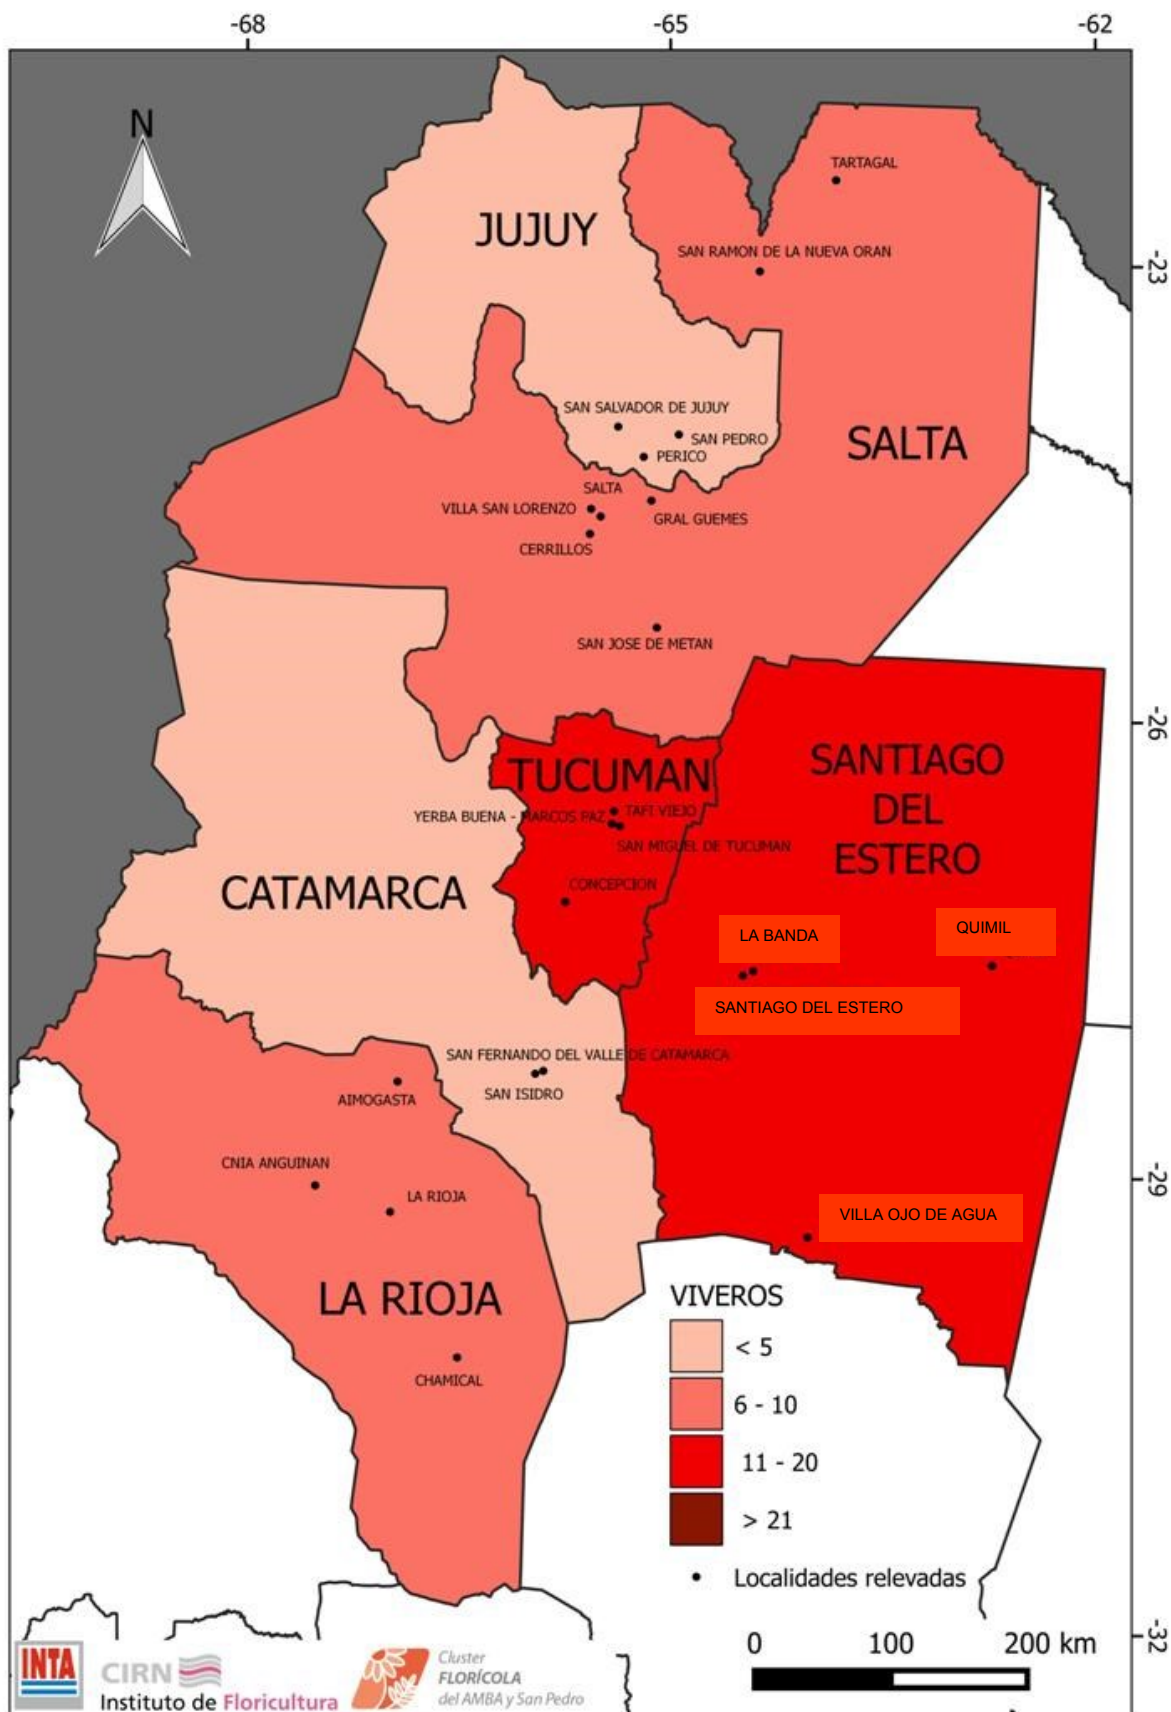 -68
-65
-62
N
TARTAGAL
JUJUY
SAN RAMON DE LA NUEVA ORAN
-23
SAN SALVADOR DE JUJUY
SAN PEDRO
PERICO
SALTA
SALTA
VILLA SAN LORENZO
GRAL GUEMES
CERRILLOS
SAN JOSE DE METAN
-26
TUCUMAN
SANTIAGO
DEL
ESTERO
YERBA BUENA - MARCOS PAZ
TAFI VIEJO
SAN MIGUEL DE TUCUMAN
CONCEPCION
CATAMARCA
LA BANDA
QUIMIL
SANTIAGO DEL ESTERO
SAN FERNANDO DEL VALLE DE CATAMARCA
SAN ISIDRO
AIMOGASTA
CNIA ANGUINAN
LA RIOJA
-29
VILLA OJO DE AGUA
LA RIOJA
CHAMICAL
VIVEROS
< 5
6 - 10
11 - 20
> 21
Localidades relevadas
-32
0 100 200 km
INTA
CIRN
Instituto de Floricultura
Cluster
FLORÍCOLA
del AMBA y San Pedro